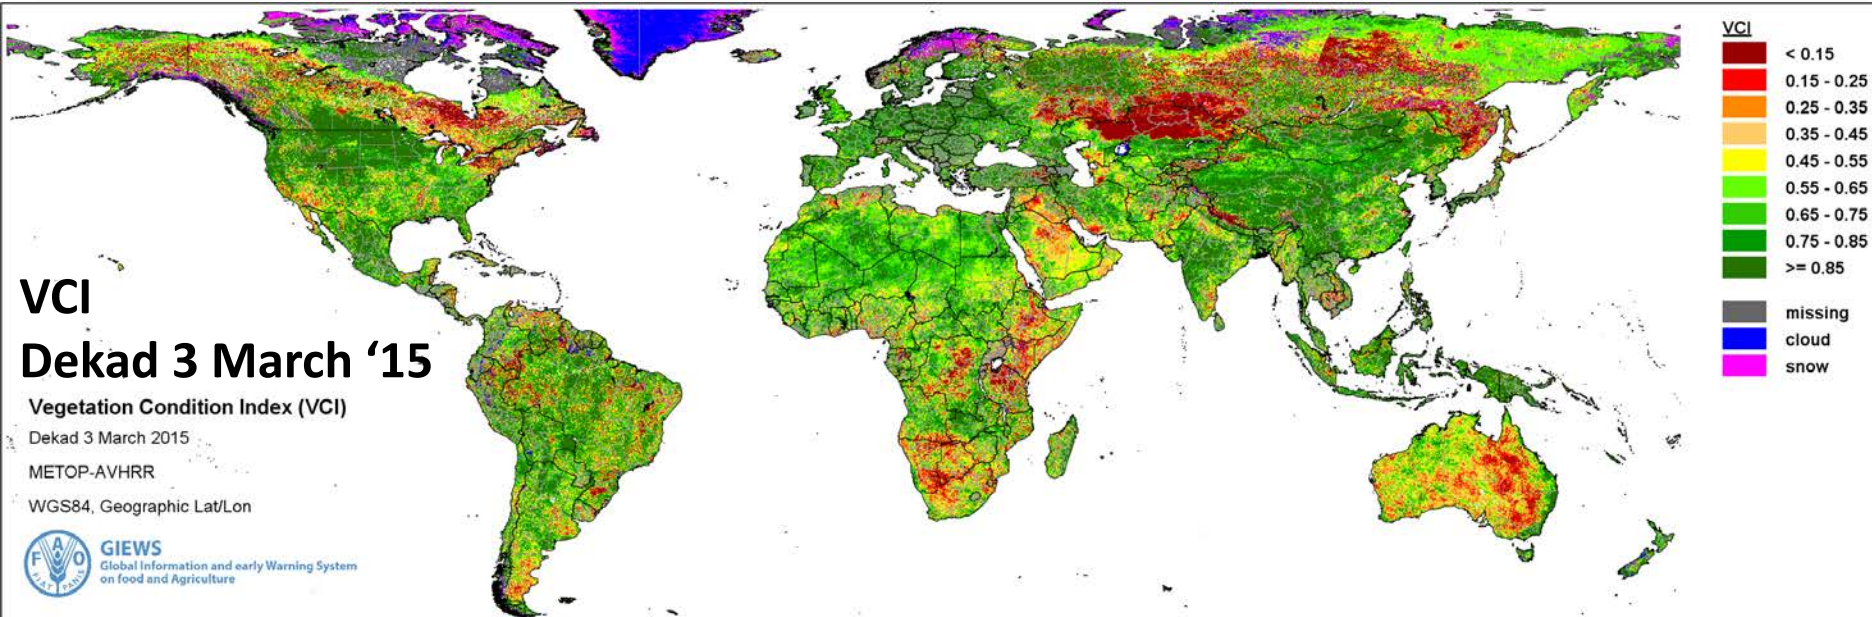 VCI
Dekad 3 March ‘15
Vegetation Condition Index (VCI)
Dekad 3 March 2015
METOP-AVHRR
WGS84, Geographic Lat/Lon
F A O
FIAT PANIS
GIEWS
Global Information and early Warning System
on food and Agriculture
VCI
< 0.15
0.15 - 0.25
0.25 - 0.35
0.35 - 0.45
0.45 - 0.55
0.55 - 0.65
0.65 - 0.75
0.75 - 0.85
>= 0.85
missing
cloud
snow